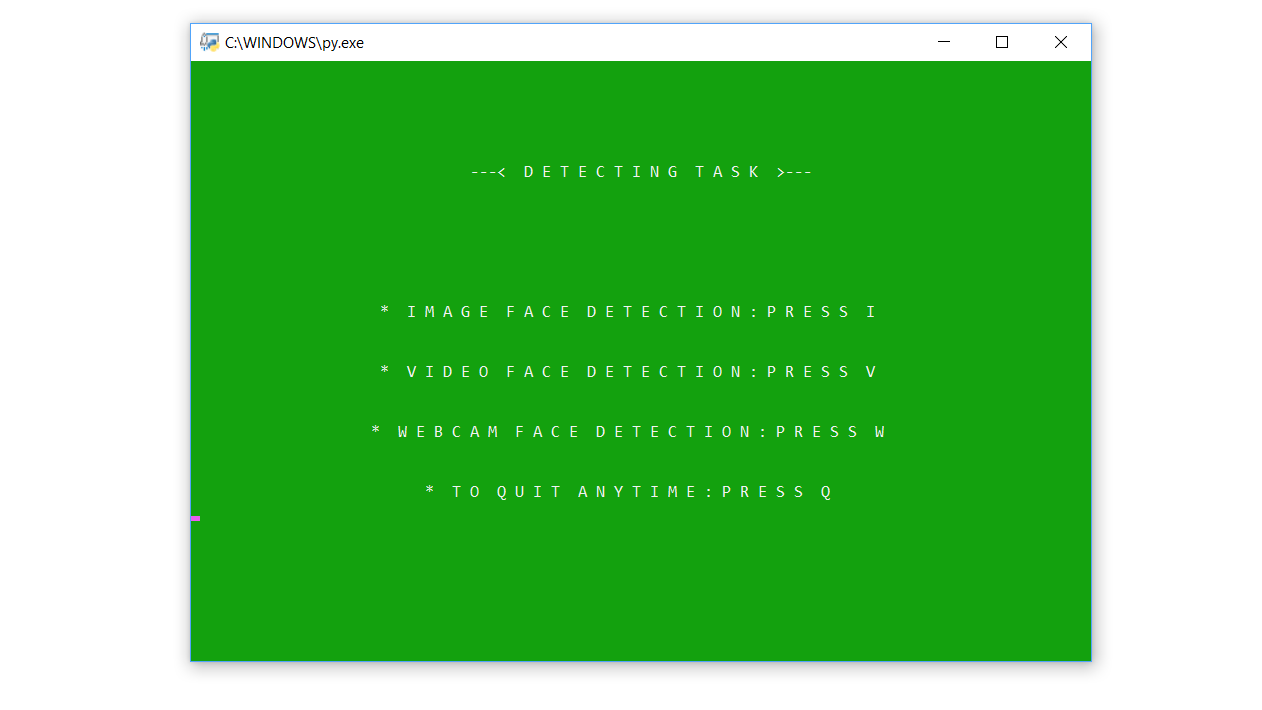 C:\WINDOWS\py.exe
---< D E T E C T I N G  T A S K >---
* I M A G E  F A C E  D E T E C T I O N : P R E S S  I
* V I D E O  F A C E  D E T E C T I O N : P R E S S  V
* W E B C A M  F A C E  D E T E C T I O N : P R E S S  W
* T O  Q U I T  A N Y T I M E : P R E S S  Q